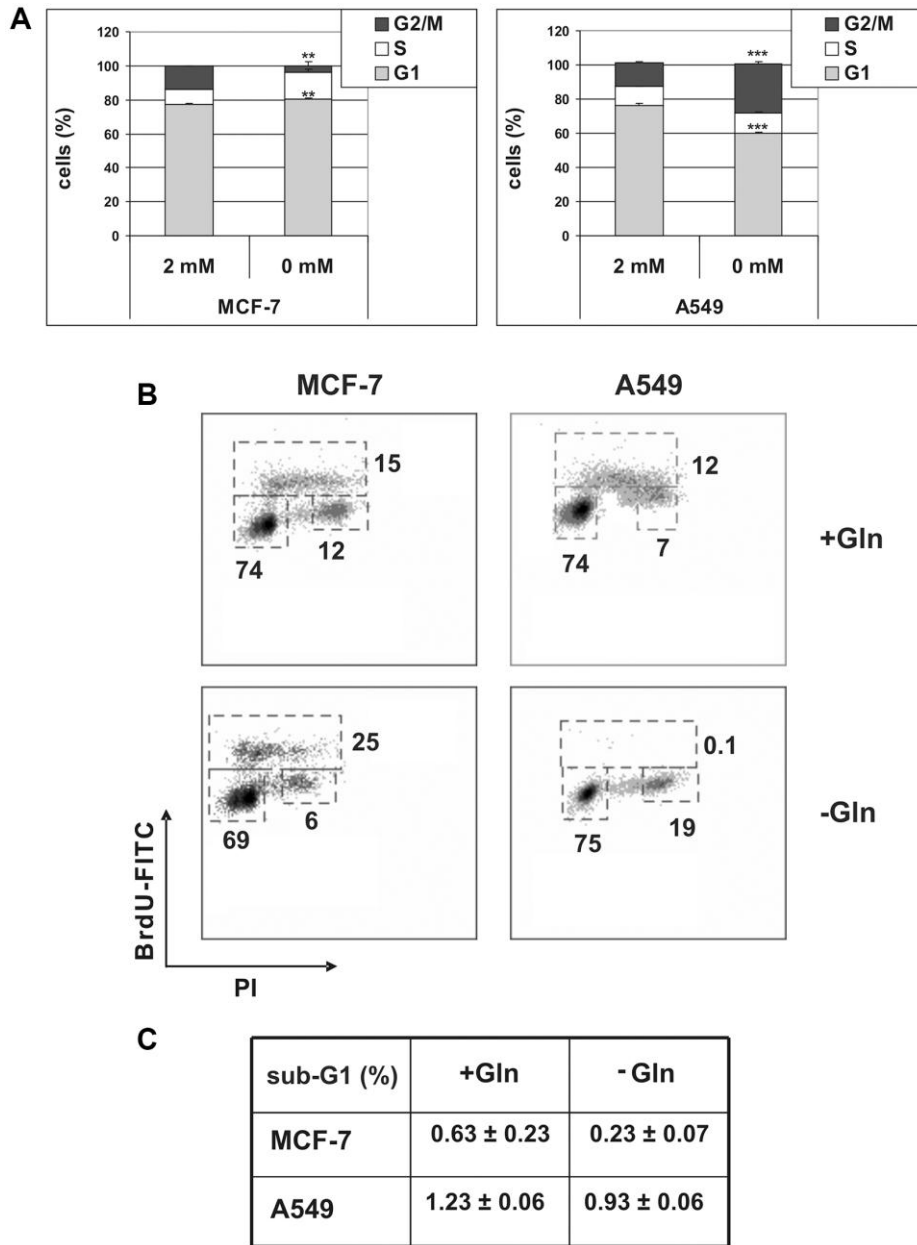 A
cells (%)
120
100
80
60
40
20
0
**
**
G2/M
S
G1
2 mM
0 mM
MCF-7
cells (%)
120
100
80
60
40
20
0
***
***
G2/M
S
G1
2 mM
0 mM
A549
B
MCF-7
A549
15
12
74
12
7
74
+Gln
25
6
69
0.1
19
75
-Gln
BrdU-FITC
PI
C
sub-G1 (%) +Gln - Gln
MCF-7 0.63 ± 0.23 0.23 ± 0.07
A549 1.23 ± 0.06 0.93 ± 0.06